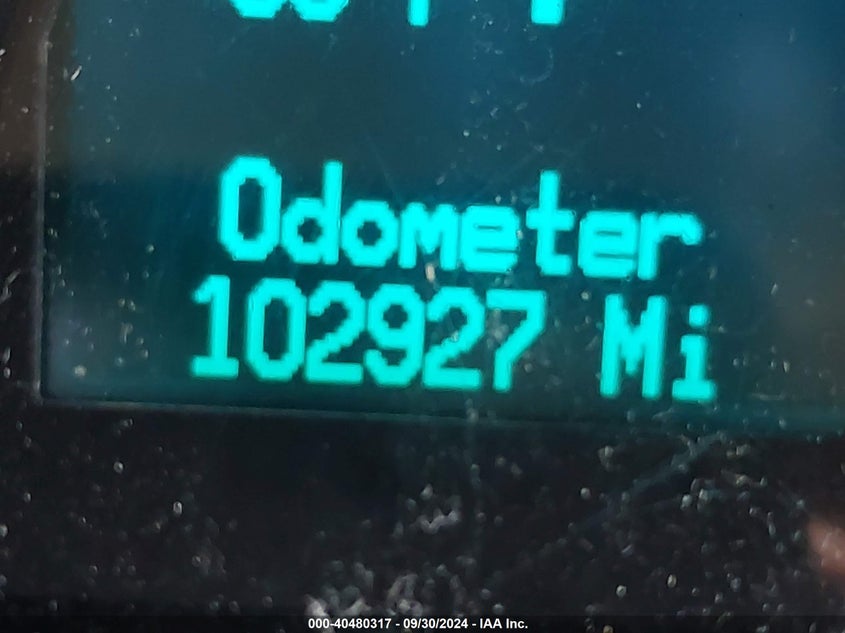 Odometer
102927 Mi
000-40480317 - 09/30/2024 - IAA Inc.